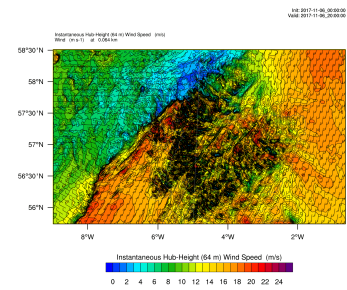 Init: 2017-11-06_00:00:00
Valid: 2017-11-06_20:00:00
Instantaneous Hub-Height (64 m) Wind Speed (m/s)
Wind (m s-1) at 0.064 km
58°30'N
58°N
57°30'N
57°N
56°30'N
56°N
8°W 6°W 4°W 2°W
Instantaneous Hub-Height (64 m) Wind Speed (m/s)
0 2 4 6 8 10 12 14 16 18 20 22 24